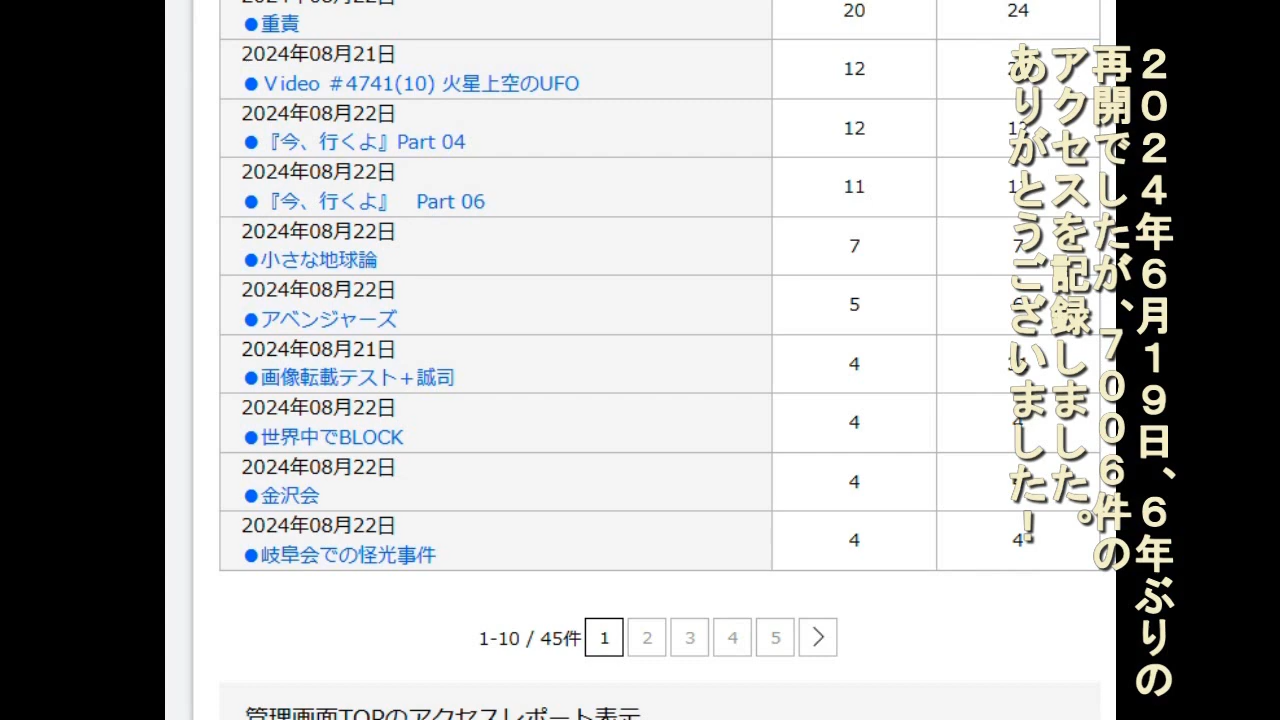 ●重責
20 24
2024年08月21日
●Video #4741(10) 火星上空のUFO
12
2024年08月22日
●『今、行くよ』Part 04
12
2024年08月22日
●『今、行くよ』 Part 06
11
2024年08月22日
●小さな地球論
7 7
2024年08月22日
●アベンジャーズ
5
2024年08月21日
●画像転載テスト+誠司
4
2024年08月22日
●世界中でBLOCK
4 4
2024年08月22日
●金沢会
4
2024年08月22日
●岐阜会での怪光事件
4 4
1-10 / 45件 1 2 3 4 5 >
管理画面TOPのアクセスレポート表示
2024年6月19日、6年ぶりの
再開でしたが、7006件の
アクセスを記録しました。
ありがとうございました!